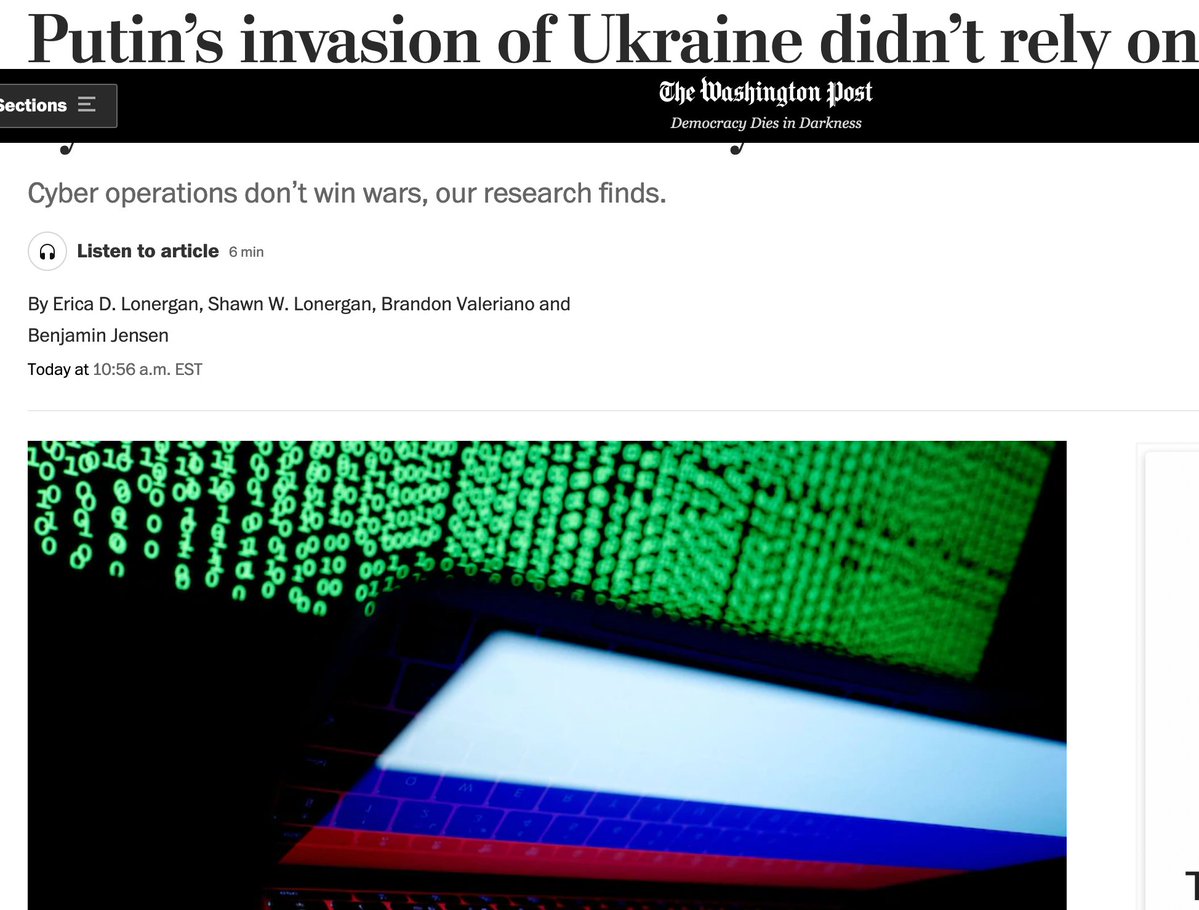 Putin’s invasion of Ukraine didn’t rely on
Sections
The Washington Post
Democracy Dies in Darkness
Cyber operations don’t win wars, our research finds.
Listen to article 6 min
By Erica D. Lonergan, Shawn W. Lonergan, Brandon Valeriano and
Benjamin Jensen
Today at 10:56 a.m. EST